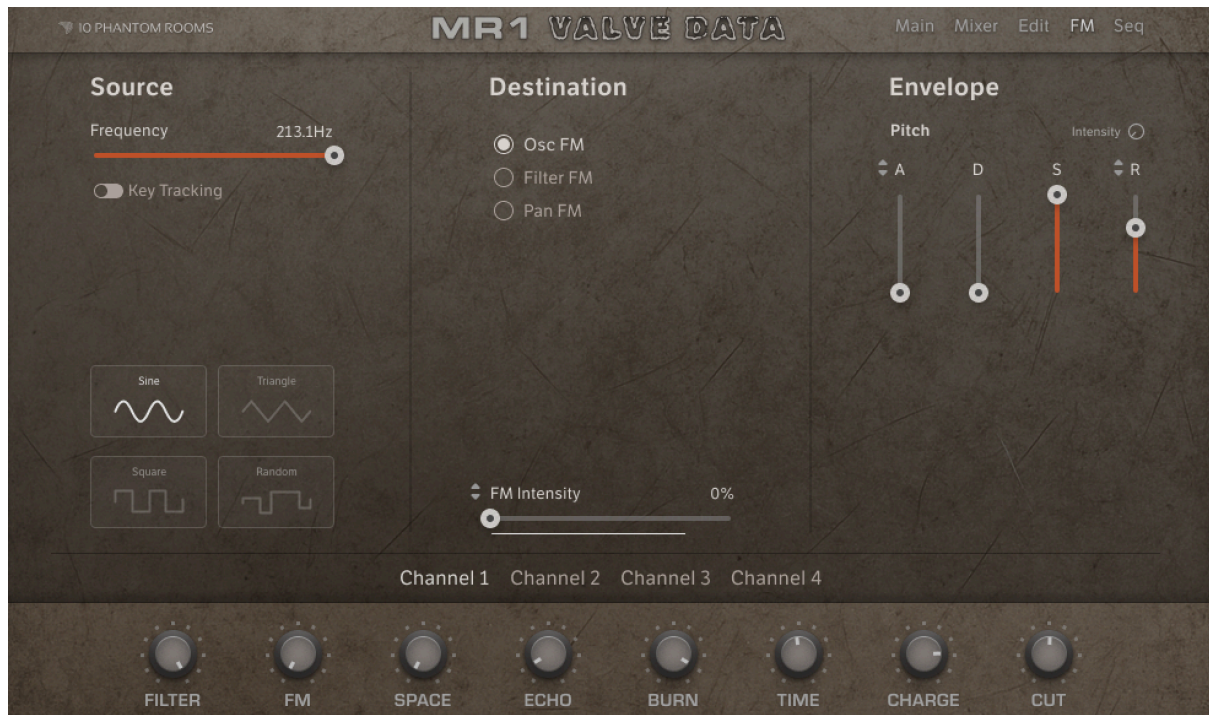 10 PHANTOM ROOMS
MR1 VALVE DATA
Main Mixer Edit FM Seq
Source
Frequency 213.1Hz
Key Tracking
Sine
Triangle
Square
Random
Destination
Osc FM
Filter FM
Pan FM
FM Intensity 0%
Envelope
Pitch Intensity
A D S R
Channel 1 Channel 2 Channel 3 Channel 4
FILTER FM SPACE ECHO BURN TIME CHARGE CUT